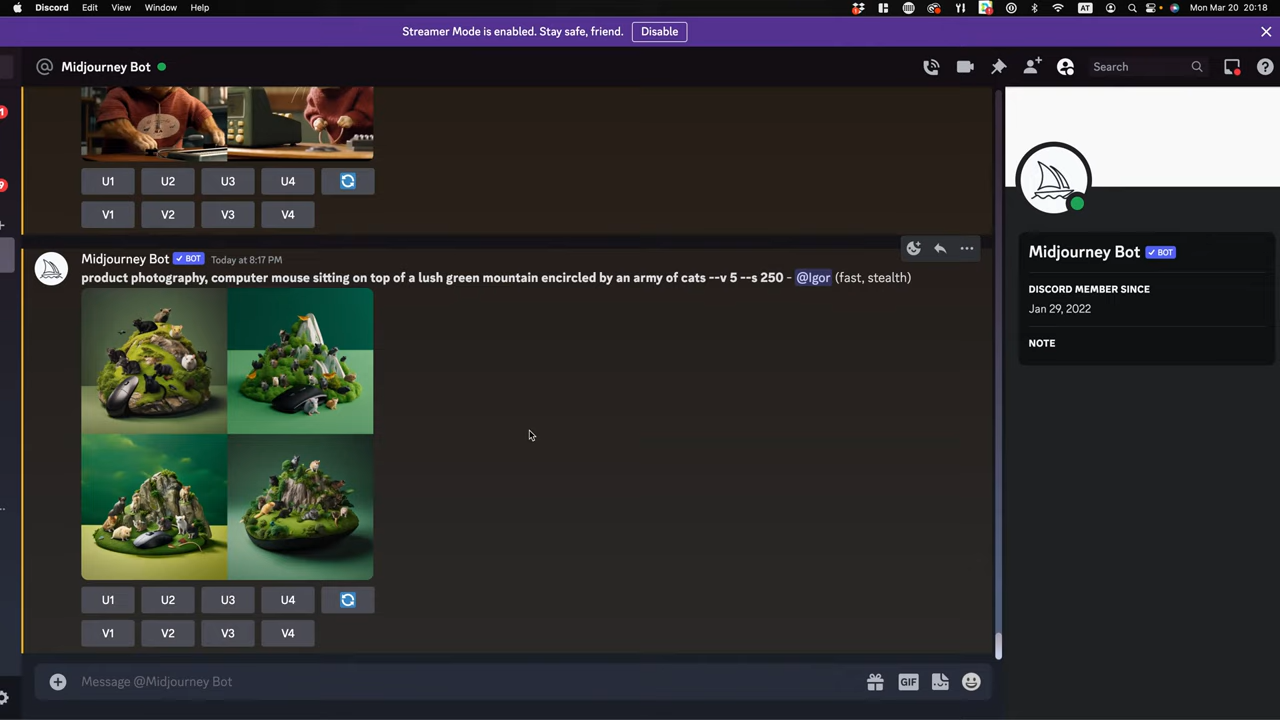 Discord Edit View Window Help
AT
Mon Mar 20 20:18
Streamer Mode is enabled. Stay safe, friend. Disable
@ Midjourney Bot
Search
1
U1 U2 U3 U4
V1 V2 V3 V4
9
Midjourney Bot ✓ BOT Today at 8:17 PM
product photography, computer mouse sitting on top of a lush green mountain encircled by an army of cats --v 5 --s 250 - @Igor (fast, stealth)
U1 U2 U3 U4
V1 V2 V3 V4
Message @Midjourney Bot
GIF
Midjourney Bot ✓ BOT
DISCORD MEMBER SINCE
Jan 29, 2022
NOTE